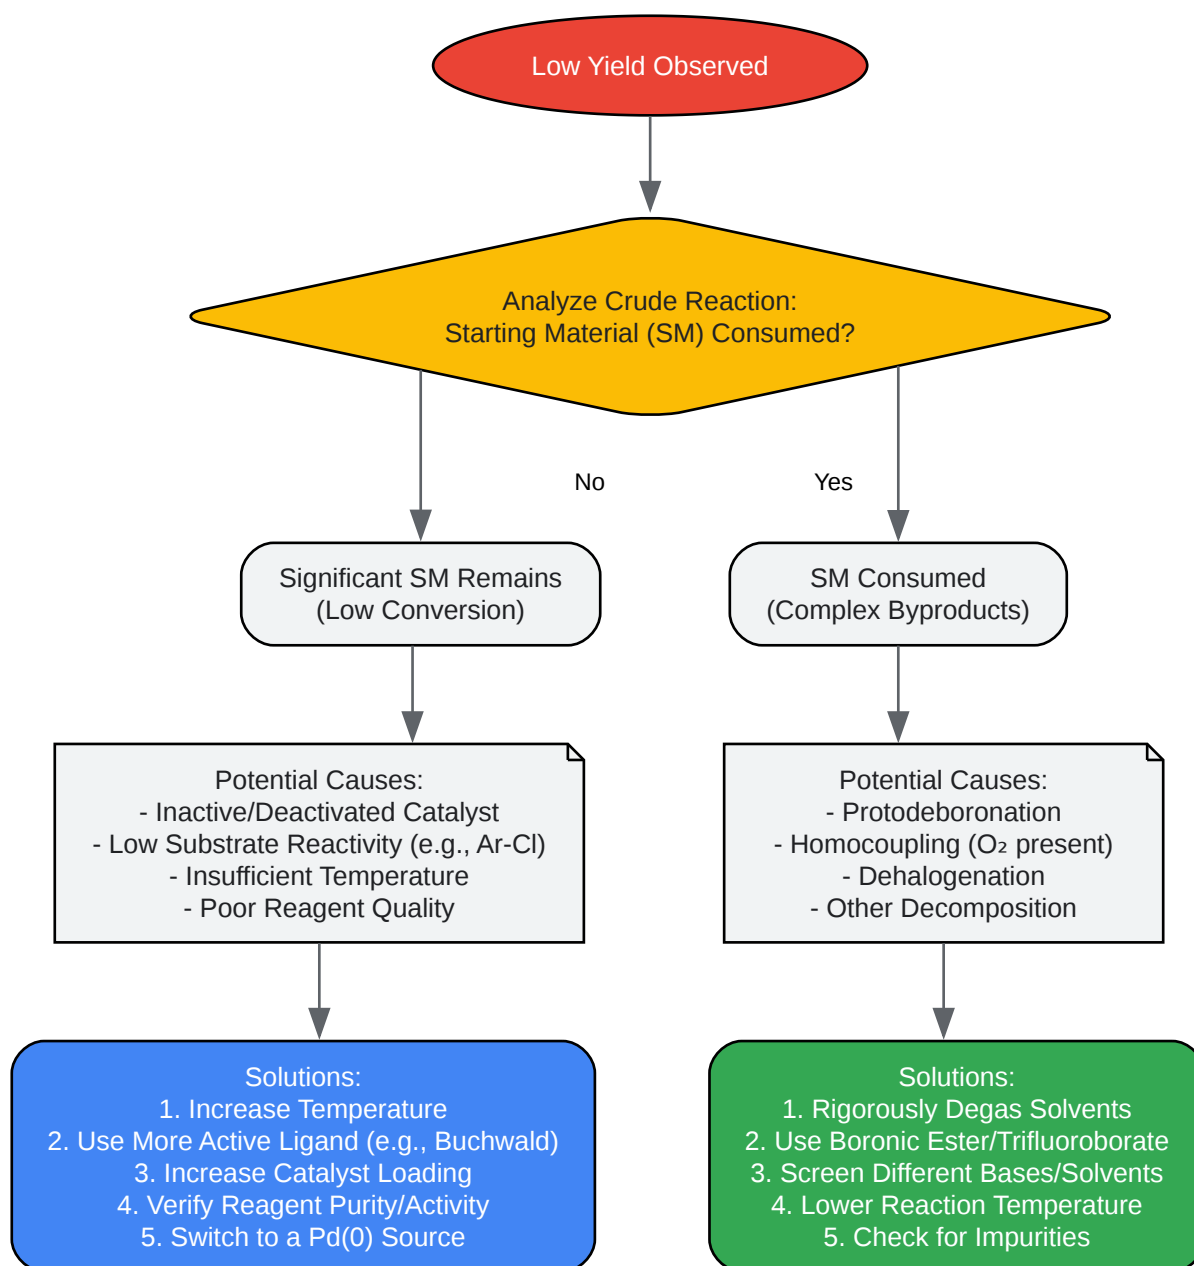 Low Yield Observed
Analyze Crude Reaction:
Starting Material (SM) Consumed?
No
Yes
Significant SM Remains
(Low Conversion)
SM Consumed
(Complex Byproducts)
Potential Causes:
- Inactive/Deactivated Catalyst
- Low Substrate Reactivity (e.g., Ar-Cl)
- Insufficient Temperature
- Poor Reagent Quality
Potential Causes:
- Protodeboronation
- Homocoupling (O₂ present)
- Dehalogenation
- Other Decomposition
Solutions:
1. Increase Temperature
2. Use More Active Ligand (e.g., Buchwald)
3. Increase Catalyst Loading
4. Verify Reagent Purity/Activity
5. Switch to a Pd(0) Source
Solutions:
1. Rigorously Degas Solvents
2. Use Boronic Ester/Trifluoroborate
3. Screen Different Bases/Solvents
4. Lower Reaction Temperature
5. Check for Impurities